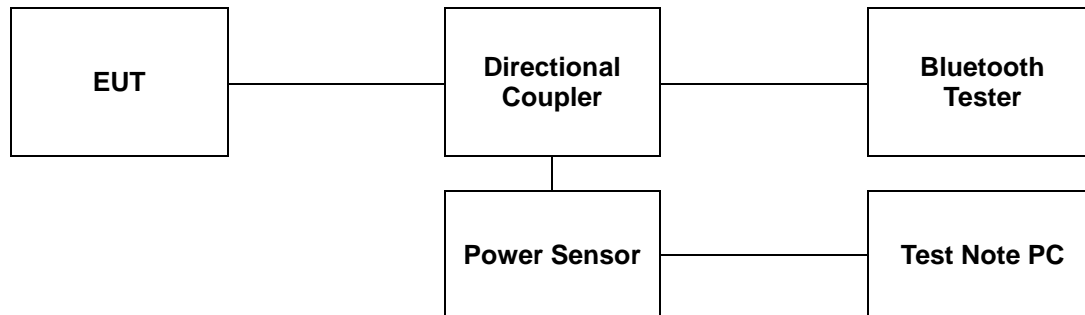 EUT
Directional
Coupler
Bluetooth
Tester
Power Sensor
Test Note PC